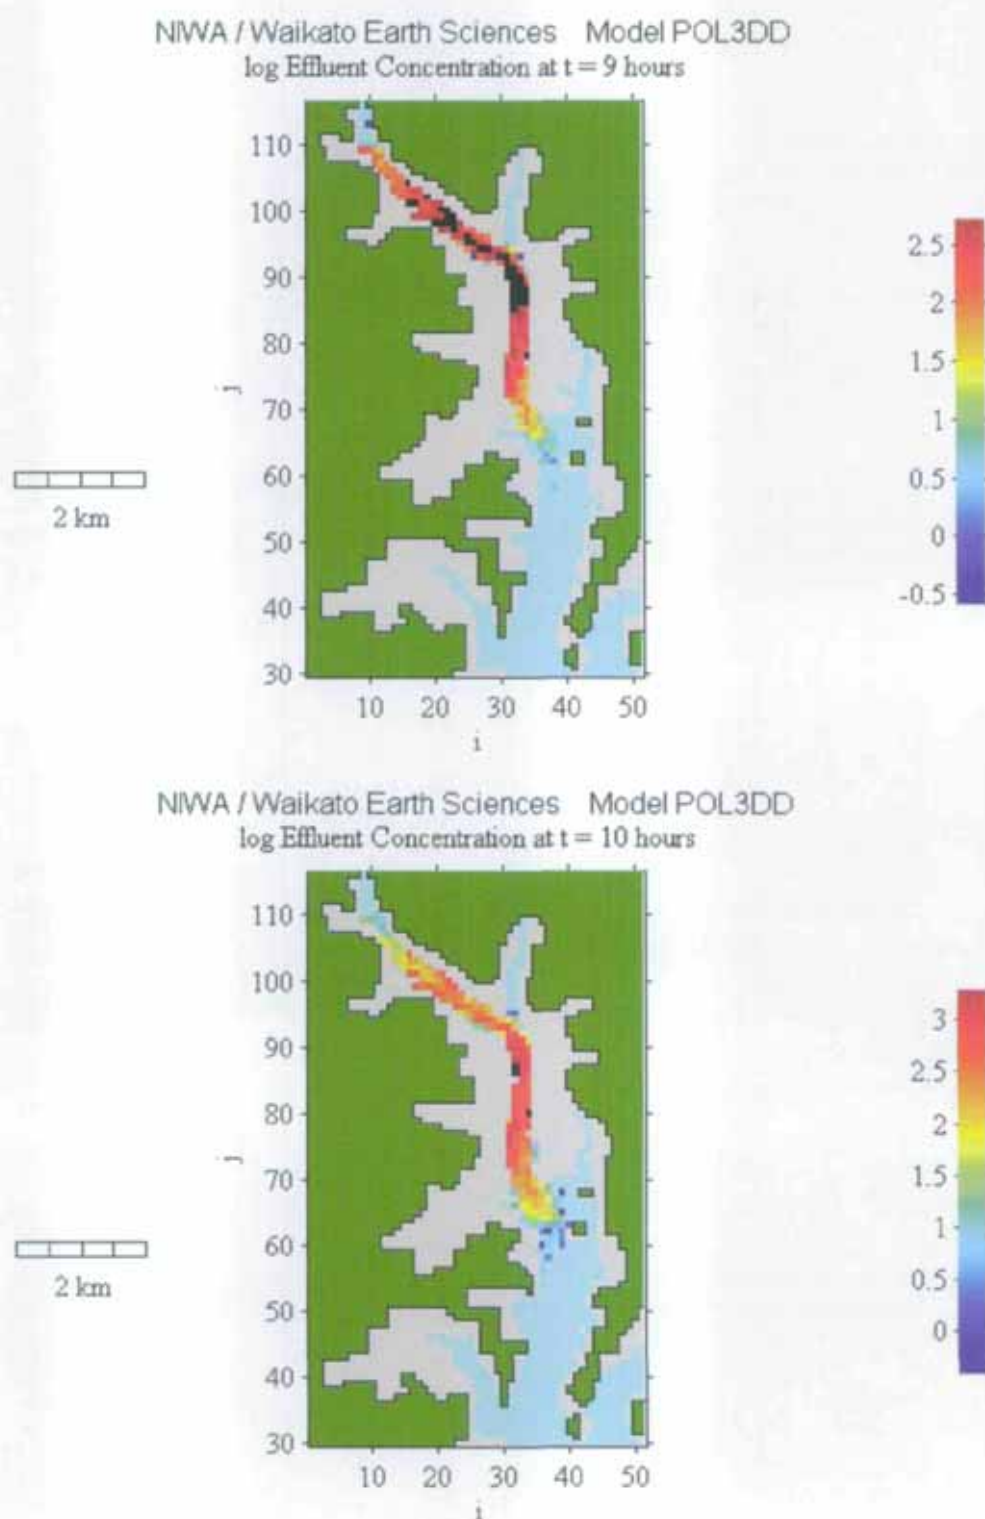 NIWA / Waikato Earth Sciences Model POL3DD
log Effluent Concentration at t = 9 hours
110
100
90
80
70
60
50
40
30
j
10 20 30 40 50
i
2 km
2.5
2
1.5
1
0.5
0
-0.5
NIWA / Waikato Earth Sciences Model POL3DD
log Effluent Concentration at t = 10 hours
110
100
90
80
70
60
50
40
30
j
10 20 30 40 50
i
2 km
3
2.5
2
1.5
1
0.5
0